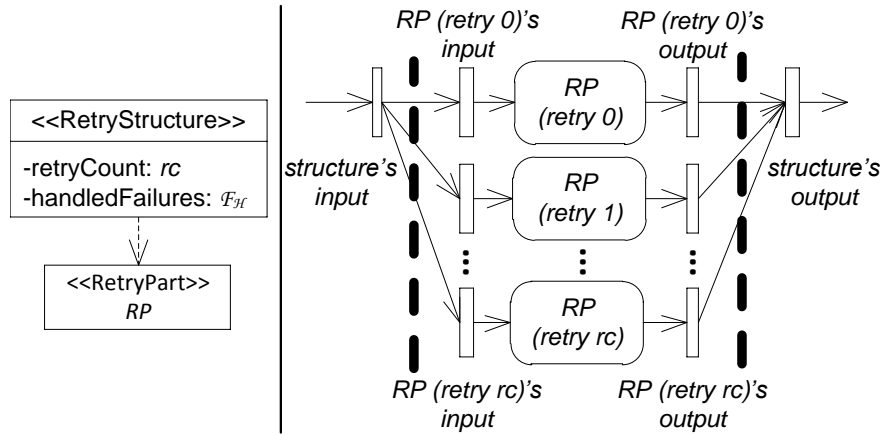 <<RetryStructure>>
-retryCount: rc
-handledFailures: ℱ_ℋ
<<RetryPart>>
RP
RP (retry 0)'s
input
RP (retry 0)'s
output
RP
(retry 0)
structure's
input
structure's
output
RP
(retry 1)
RP
(retry rc)
RP (retry rc)'s
input
RP (retry rc)'s
output